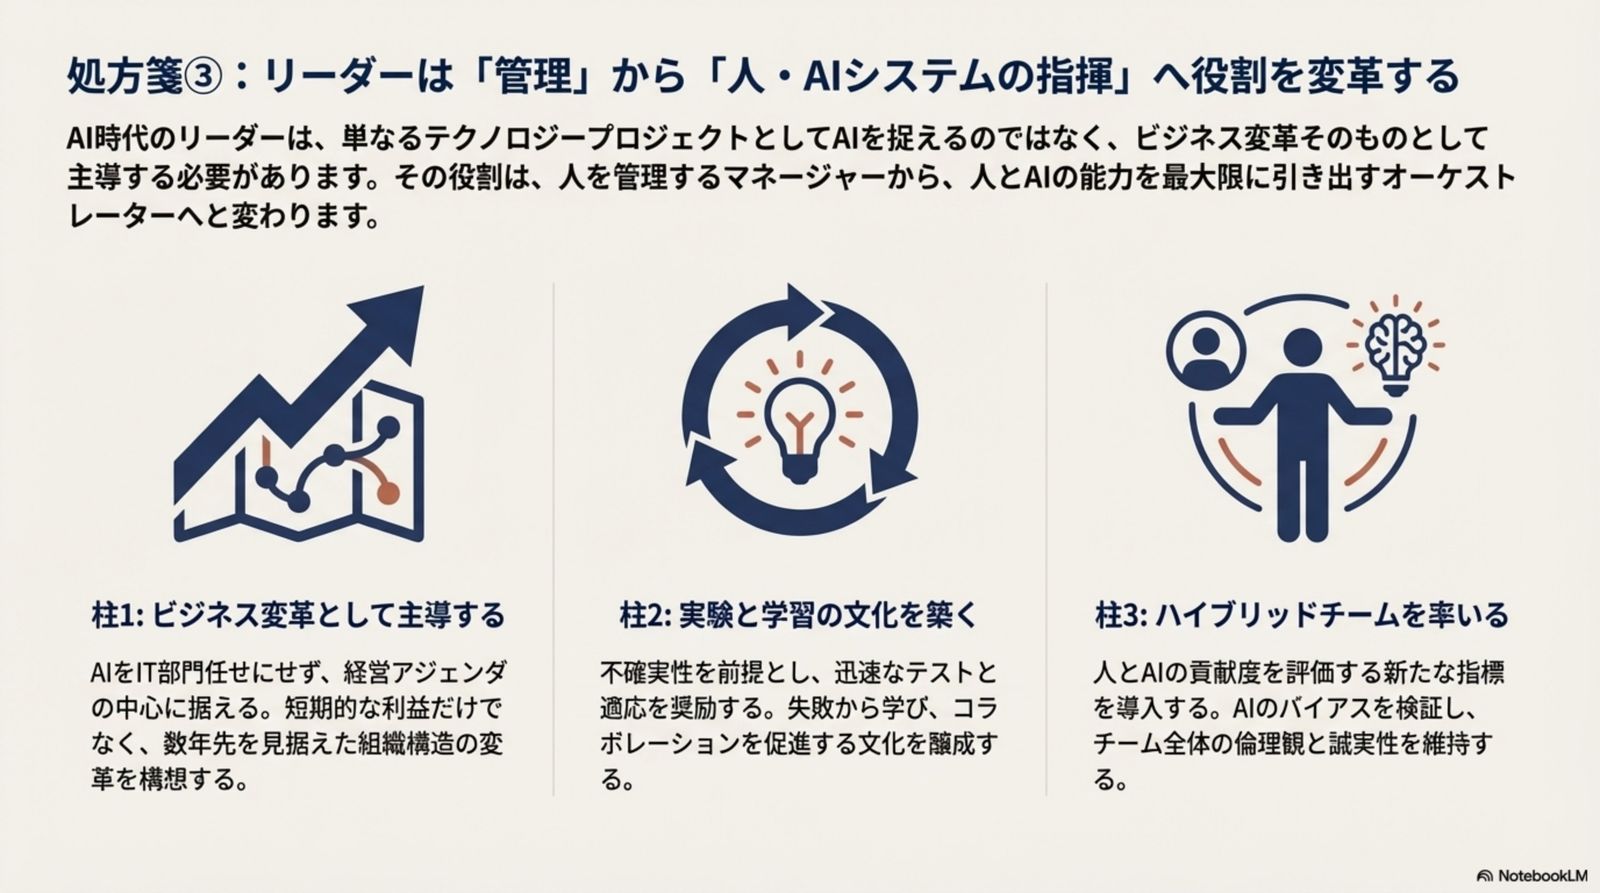 処方箋③：リーダーは「管理」から「人・AIシステムの指揮」へ役割を変革する
AI時代のリーダーは、単なるテクノロジープロジェクトとしてAIを捉えるのではなく、ビジネス変革そのものとして
主導する必要があります。その役割は、人を管理するマネージャーから、人とAIの能力を最大限に引き出すオーケスト
レーターへと変わります。
柱1: ビジネス変革として主導する
AIをIT部門任せにせず、経営アジェンダ
の中心に据える。短期的な利益だけで
なく、数年先を見据えた組織構造の変
革を構想する。
柱2: 実験と学習の文化を築く
不確実性を前提とし、迅速なテストと
適応を奨励する。失敗から学び、コラ
ボレーションを促進する文化を醸成す
る。
柱3: ハイブリッドチームを率いる
人とAIの貢献度を評価する新たな指標
を導入する。AIのバイアスを検証し、
チーム全体の倫理観と誠実性を維持す
る。
NotebookLM